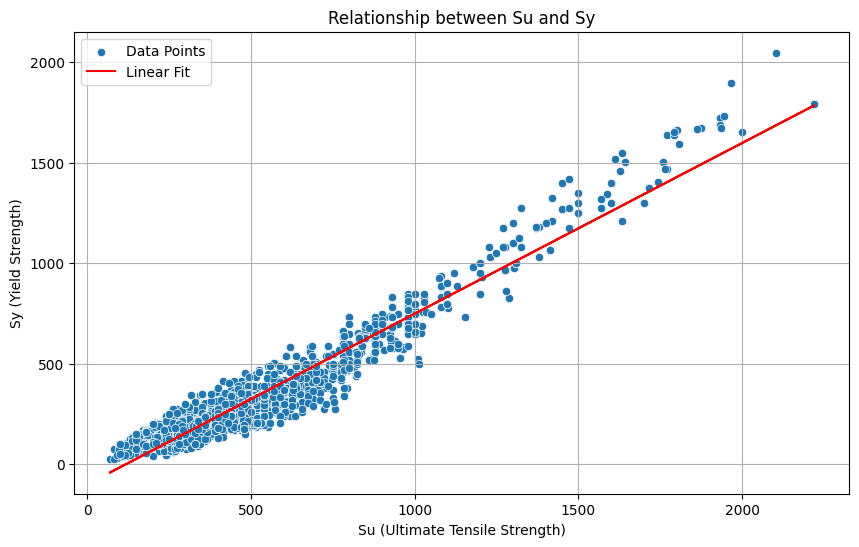 Relationship between Su and Sy
Data Points
Linear Fit
2000
1500
1000
500
0
Sy (Yield Strength)
0 500 1000 1500 2000
Su (Ultimate Tensile Strength)